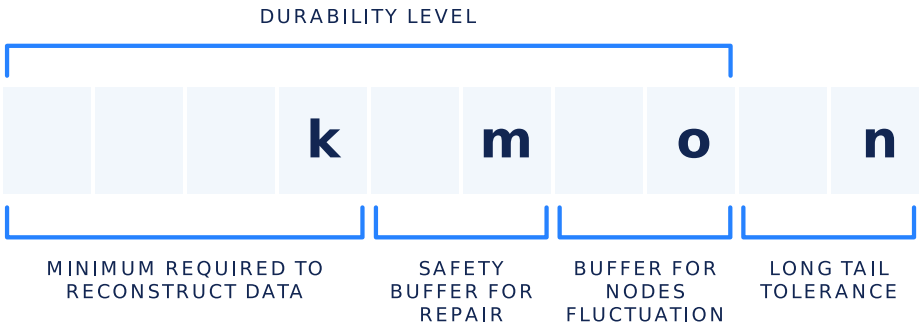 DURABILITY LEVEL
k m o n
MINIMUM REQUIRED TO
RECONSTRUCT DATA
SAFETY
BUFFER FOR
REPAIR
BUFFER FOR
NODES
FLUCTUATION
LONG TAIL
TOLERANCE